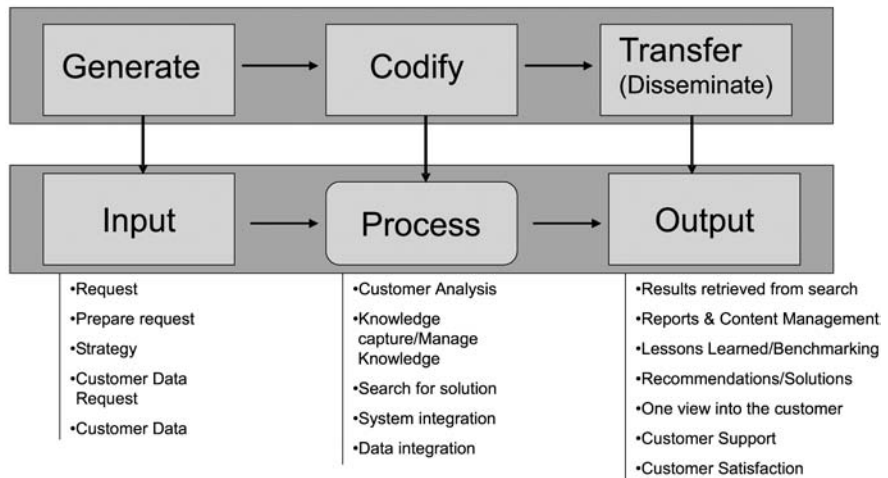 Generate
Codify
Transfer
(Disseminate)
Input
Process
Output
•Request
•Prepare request
•Strategy
•Customer Data
Request
•Customer Data
•Customer Analysis
•Knowledge
capture/Manage
Knowledge
•Search for solution
•System integration
•Data integration
•Results retrieved from search
•Reports & Content Management
•Lessons Learned/Benchmarking
•Recommendations/Solutions
•One view into the customer
•Customer Support
•Customer Satisfaction